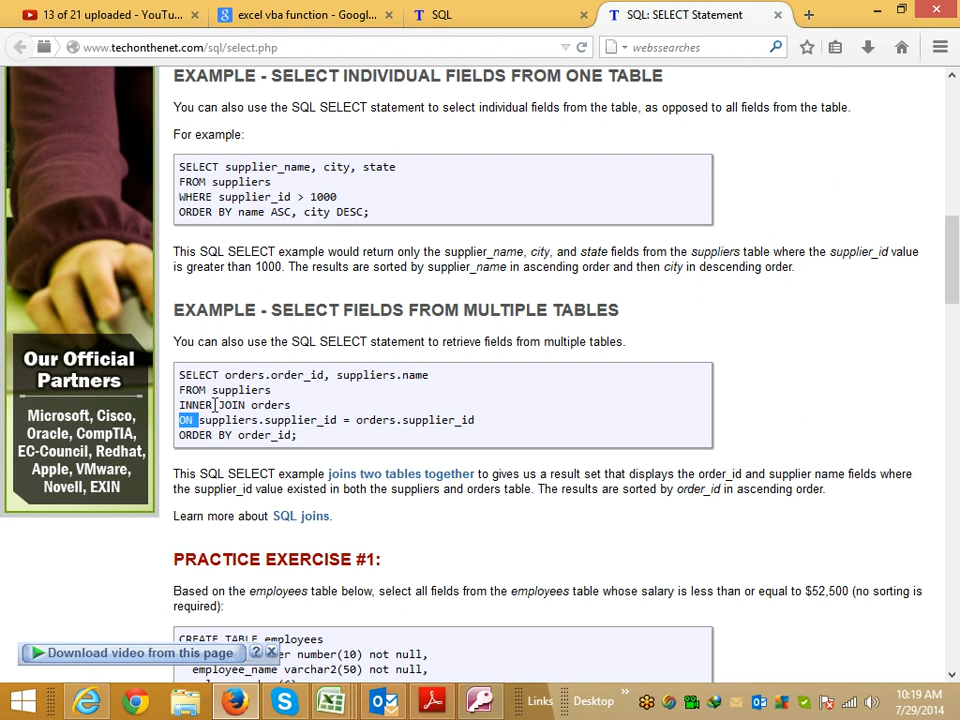 13 of 21 uploaded - YouTu...
excel vba function - Googl...
SQL
SQL: SELECT Statement
www.techonthenet.com/sql/select.php
webssearches
EXAMPLE - SELECT INDIVIDUAL FIELDS FROM ONE TABLE
You can also use the SQL SELECT statement to select individual fields from the table, as opposed to all fields from the table.
For example:
SELECT supplier_name, city, state
FROM suppliers
WHERE supplier_id > 1000
ORDER BY name ASC, city DESC;
This SQL SELECT example would return only the supplier_name, city, and state fields from the suppliers table where the supplier_id value
is greater than 1000. The results are sorted by supplier_name in ascending order and then city in descending order.
EXAMPLE - SELECT FIELDS FROM MULTIPLE TABLES
You can also use the SQL SELECT statement to retrieve fields from multiple tables.
SELECT orders.order_id, suppliers.name
FROM suppliers
INNER JOIN orders
ON suppliers.supplier_id = orders.supplier_id
ORDER BY order_id;
This SQL SELECT example joins two tables together to gives us a result set that displays the order_id and supplier name fields where
the supplier_id value existed in both the suppliers and orders table. The results are sorted by order_id in ascending order.
Learn more about SQL joins.
PRACTICE EXERCISE #1:
Based on the employees table below, select all fields from the employees table whose salary is less than or equal to $52,500 (no sorting is
required):
CREATE TABLE employees
number(10) not null,
employee_name varchar2(50) not null,
Our Official
Partners
Microsoft, Cisco,
Oracle, CompTIA,
EC-Council, Redhat,
Apple, VMware,
Novell, EXIN
Download video from this page
Links
Desktop
10:19 AM
7/29/2014